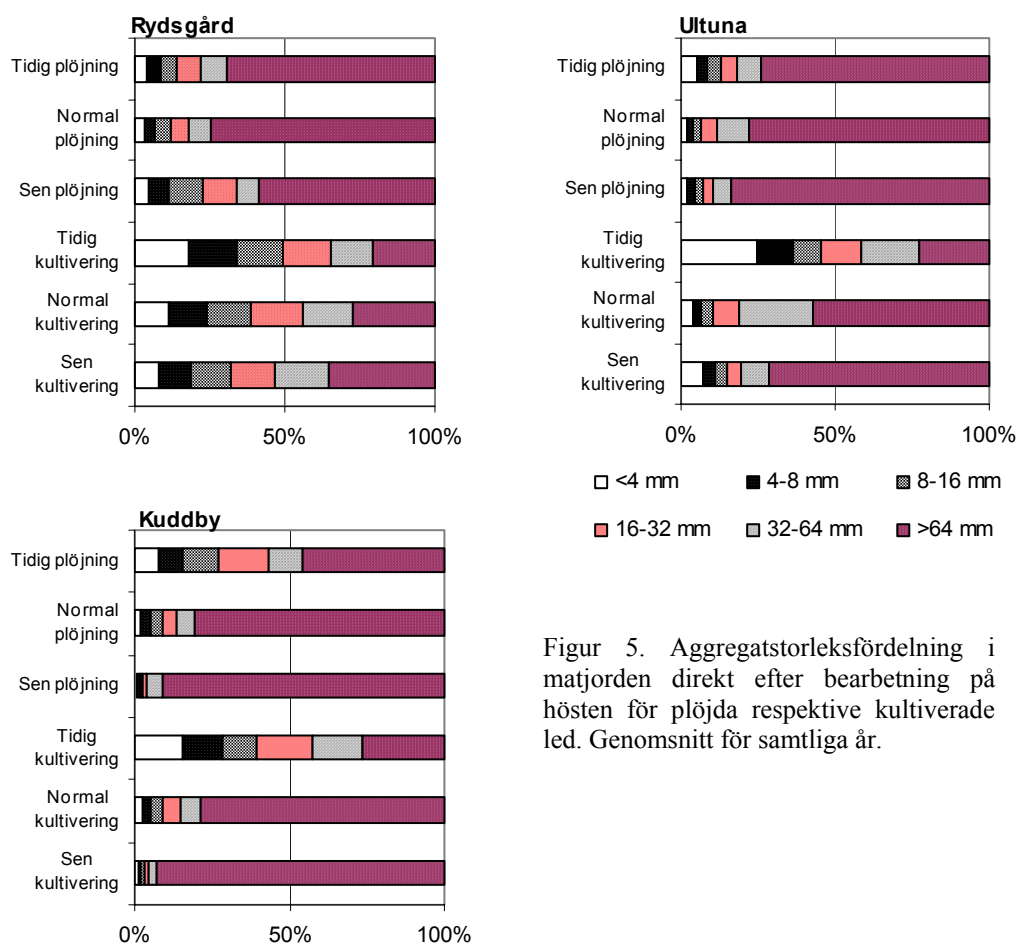 Rydsgård
Tidig plöjning
Normal
plöjning
Sen plöjning
Tidig
kultivering
Normal
kultivering
Sen
kultivering
0% 50% 100%
Ultuna
Tidig plöjning
Normal
plöjning
Sen plöjning
Tidig
kultivering
Normal
kultivering
Sen
kultivering
0% 50% 100%
<4 mm 4-8 mm 8-16 mm
16-32 mm 32-64 mm >64 mm
Kuddby
Tidig plöjning
Normal
plöjning
Sen plöjning
Tidig
kultivering
Normal
kultivering
Sen
kultivering
0% 50% 100%
Figur 5. Aggregatstorleksfördelning i
matjorden direkt efter bearbetning på
hösten för plöjda respektive kultiverade
led. Genomsnitt för samtliga år.